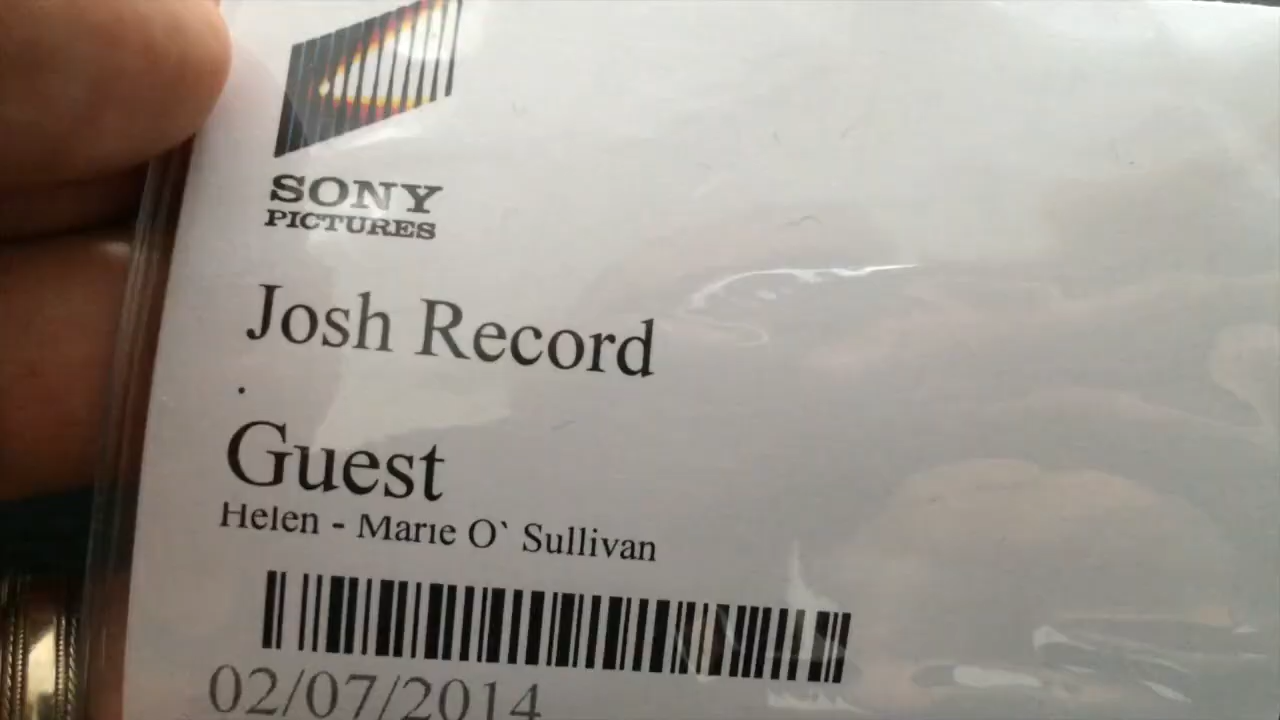 SONY
PICTURES
Josh Record
.
Guest
Helen - Marie O` Sullivan
02/07/2014